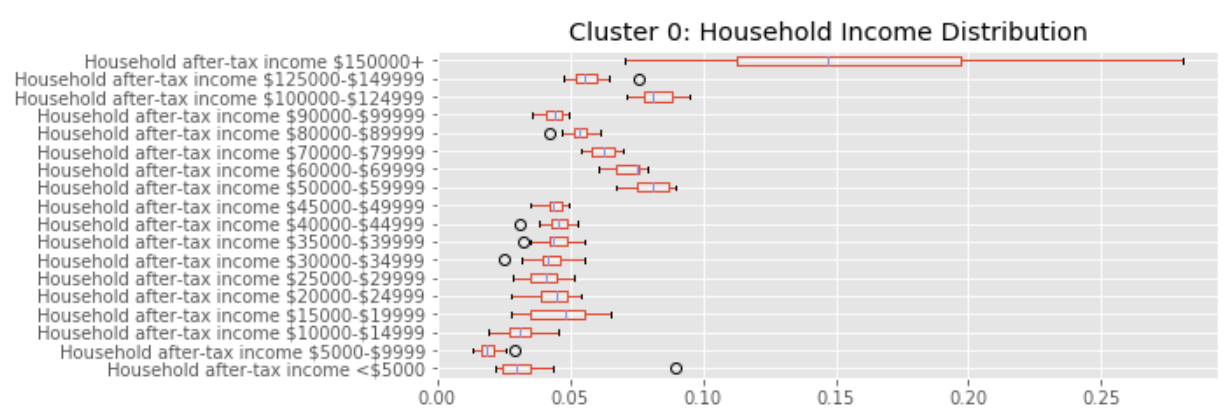 Cluster 0: Household Income Distribution
Household after-tax income $150000+
Household after-tax income $125000-$149999
Household after-tax income $100000-$124999
Household after-tax income $90000-$99999
Household after-tax income $80000-$89999
Household after-tax income $70000-$79999
Household after-tax income $60000-$69999
Household after-tax income $50000-$59999
Household after-tax income $45000-$49999
Household after-tax income $40000-$44999
Household after-tax income $35000-$39999
Household after-tax income $30000-$34999
Household after-tax income $25000-$29999
Household after-tax income $20000-$24999
Household after-tax income $15000-$19999
Household after-tax income $10000-$14999
Household after-tax income $5000-$9999
Household after-tax income <$5000
0.00 0.05 0.10 0.15 0.20 0.25